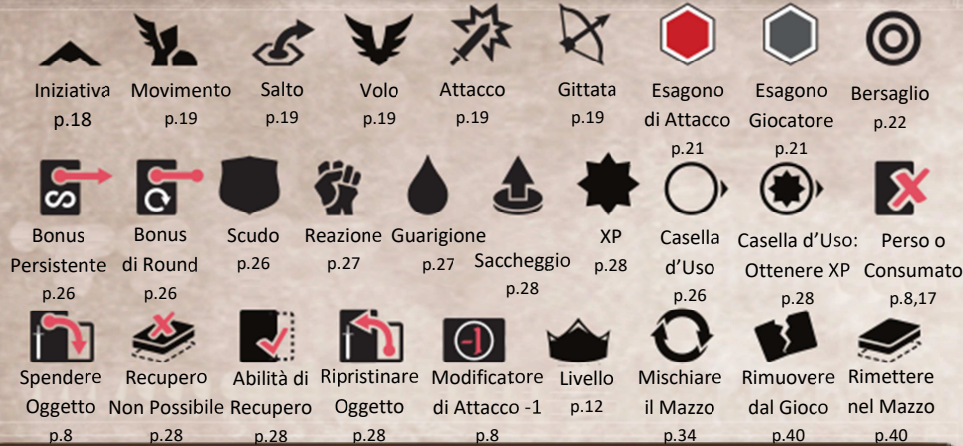 Iniziativa
p.18
Movimento
p.19
Salto
p.19
Volo
p.19
Attacco
p.19
Gittata
p.19
Esagono
di Attacco
p.21
Esagono
Giocatore
p.21
Bersaglio
p.22
Bonus
Persistente
p.26
Bonus
di Round
p.26
Scudo
p.26
Reazione
p.27
Guarigione
p.27
Saccheggio
p.28
XP
p.28
Casella
d'Uso
p.26
Casella d'Uso:
Ottenere XP
p.28
Perso o
Consumato
p.8,17
Spendere
Oggetto
p.8
Recupero
Non Possibile
p.28
Abilità di
Recupero
p.28
Ripristinare
Oggetto
p.28
-1
Modificatore
di Attacco -1
p.8
Livello
p.12
Mischiare
il Mazzo
p.34
Rimuovere
dal Gioco
p.40
Rimettere
nel Mazzo
p.40